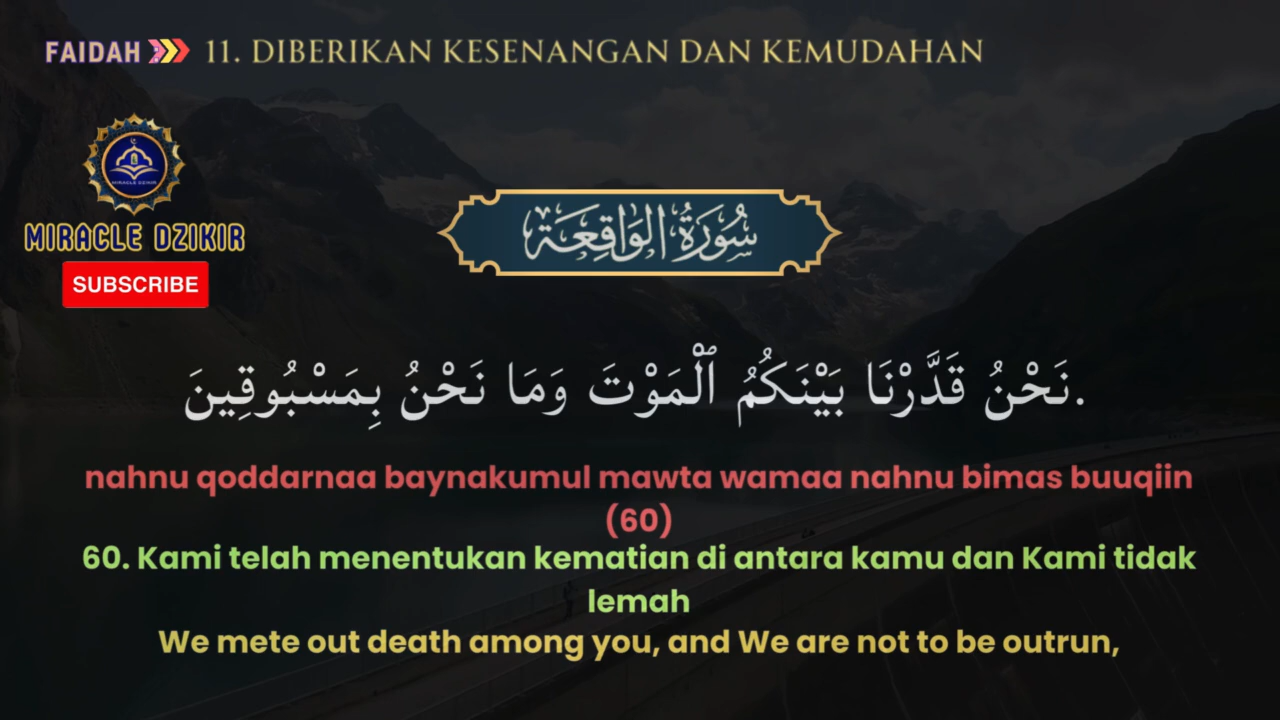 FAIDAH 11. DIBERIKAN KESENANGAN DAN KEMUDAHAN
MIRACLE DZIKIR
MIRACLE DZIKIR
SUBSCRIBE
سُورَةُ الوَاقِعَة
نَحْنُ قَدَّرْنَا بَيْنَكُمُ ٱلْمَوْتَ وَمَا نَحْنُ بِمَسْبُوقِينَ.
nahnu qoddarnaa baynakumul mawta wamaa nahnu bimas buuqiin
(60)
60. Kami telah menentukan kematian di antara kamu dan Kami tidak
lemah
We mete out death among you, and We are not to be outrun,